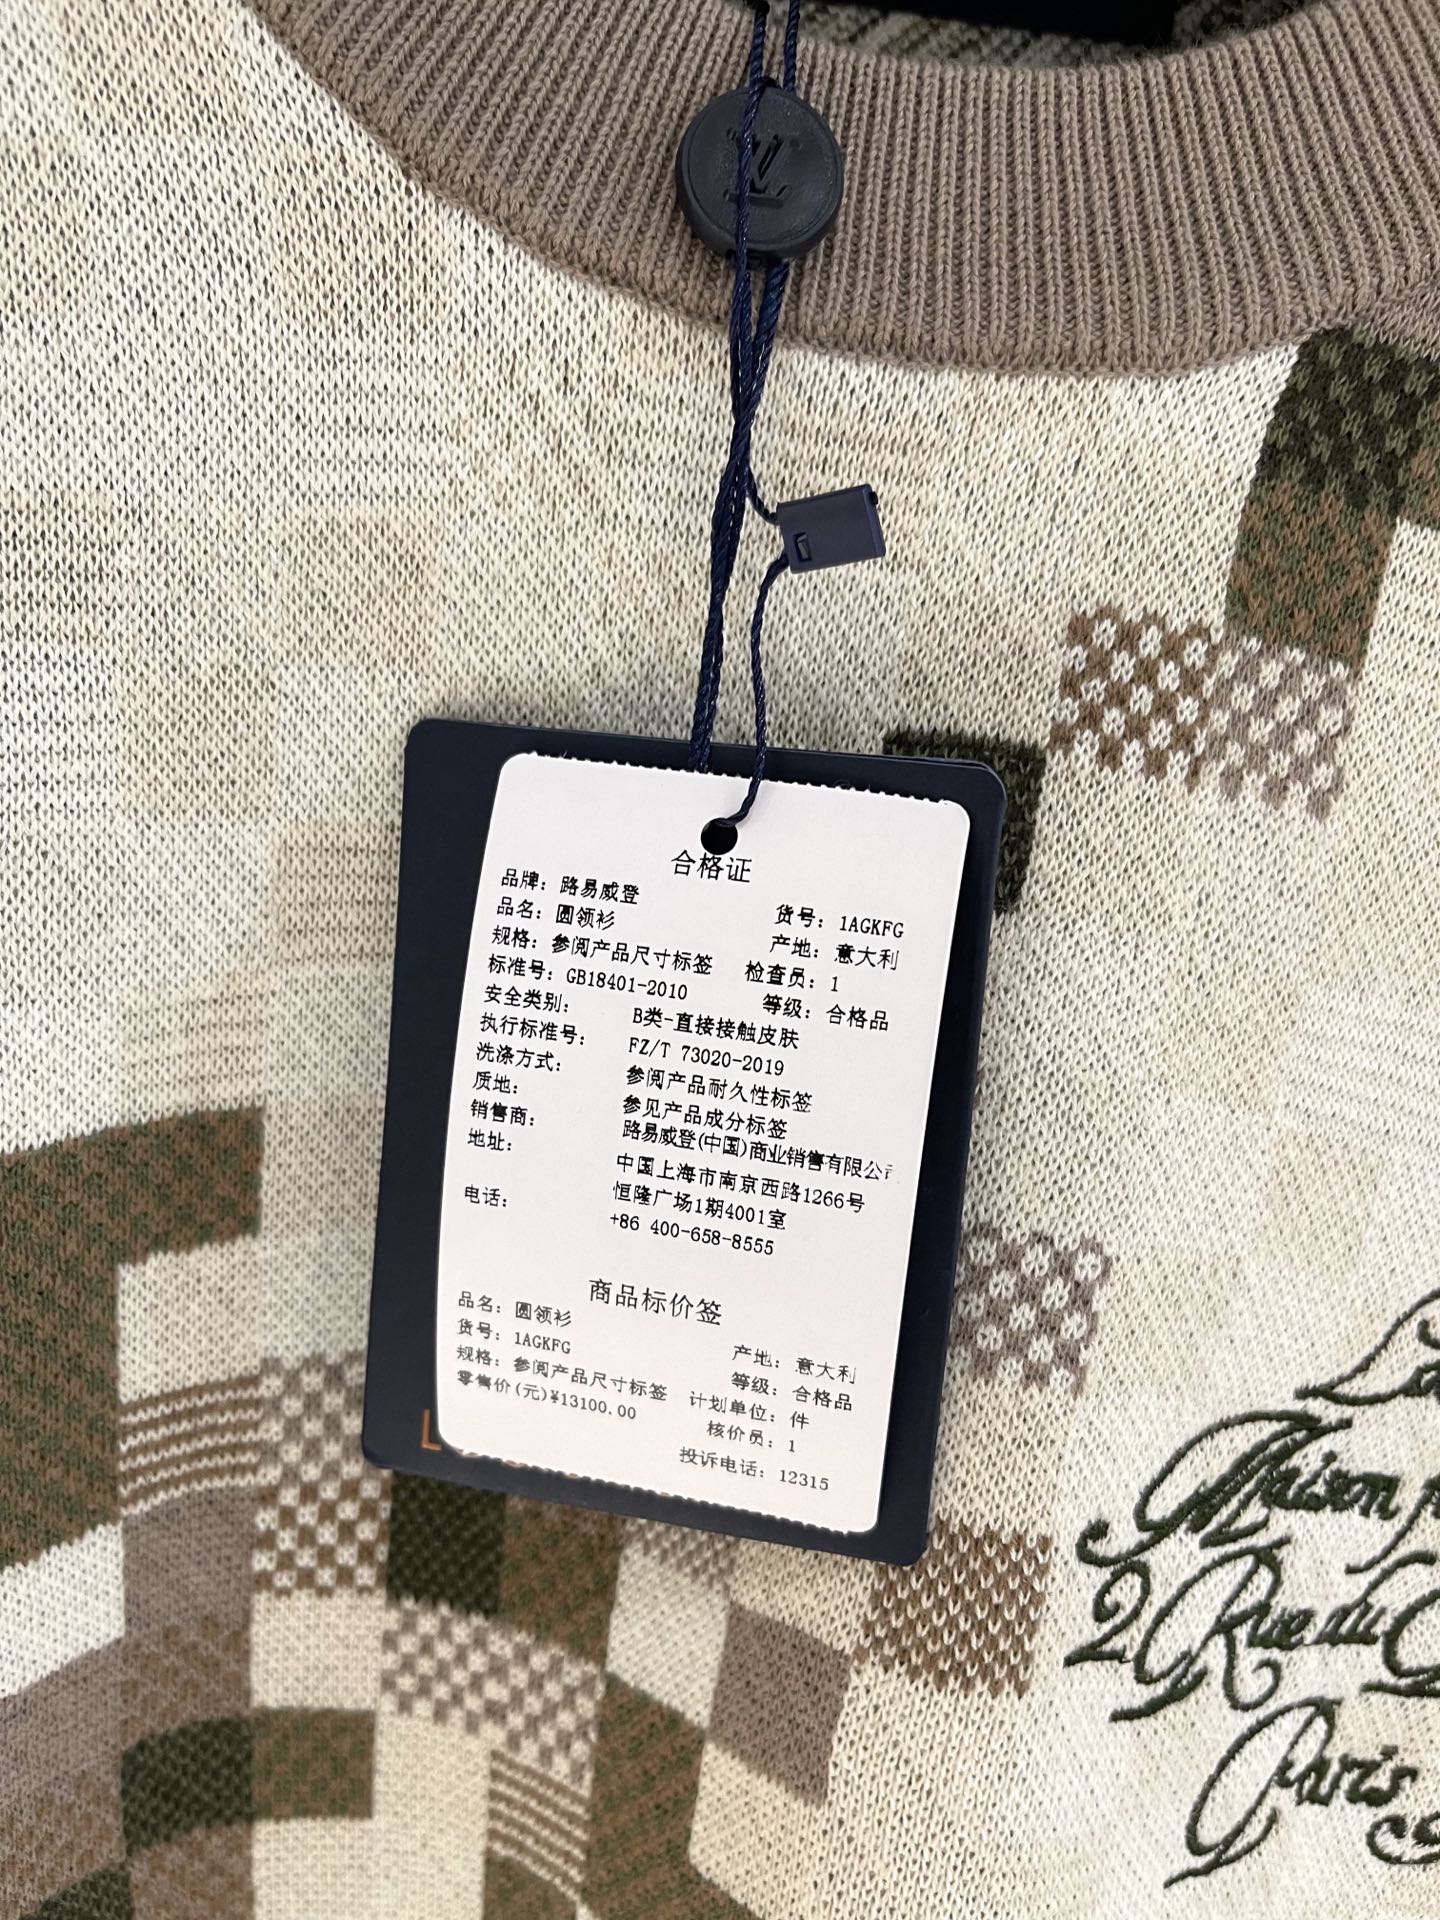 LV
合格证
品牌: 路易威登
品名: 圆领衫 货号: 1AGKFG
规格: 参阅产品尺寸标签 产地: 意大利
标准号: GB18401-2010 检查员: 1
等级: 合格品
安全类别: B类-直接接触皮肤
执行标准号: FZ/T 73020-2019
洗涤方式: 参阅产品耐久性标签
质地: 参见产品成分标签
销售商: 路易威登(中国)商业销售有限公司
地址: 中国上海市南京西路1266号
恒隆广场1期4001室
电话: +86 400-658-8555
商品标价签
品名: 圆领衫
货号: 1AGKFG 产地: 意大利
规格: 参阅产品尺寸标签 等级: 合格品
零售价(元)¥13100.00 计划单位: 件
核价员: 1
投诉电话: 12315
Maison
2 Rue du
Paris